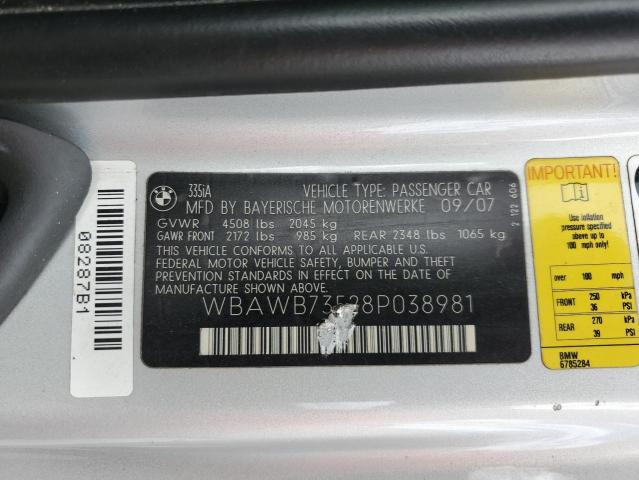 335iA
VEHICLE TYPE: PASSENGER CAR
MFD BY BAYERISCHE MOTORENWERKE 09/07
GVWR 4508 lbs 2045 kg
GAWR FRONT 2172 lbs 985 kg REAR 2348 lbs 1065 kg
THIS VEHICLE CONFORMS TO ALL APPLICABLE U.S.
FEDERAL MOTOR VEHICLE SAFETY, BUMPER AND THEFT
PREVENTION STANDARDS IN EFFECT ON THE DATE
OF MANUFACTURE SHOWN ABOVE.
WBAWB73528P038981
2 122 606
08287B1
IMPORTANT!
Use inflation
pressure specified
above up to
100 mph only!
over 100 mph
FRONT 250 kPa
36 PSI
REAR 270 kPa
39 PSI
BMW
6785284